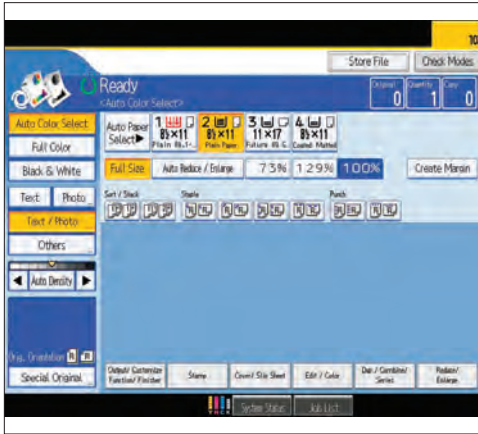 10
Store File Check Modes
Ready
<Auto Color Select>
Original Quantity Copy
0 1 0
Auto Color Select
Full Color
Black & White
Text Photo
Text / Photo
Others
Auto Density
Orig. Orientation
Special Original
Auto Paper Select▶
1 8½×11
2 8½×11 Plain Paper
3 11×17
4 8½×11 Coated: Matted
Full Size Auto Reduce / Enlarge 73% 129% 100% Create Margin
Sort / Stack Staple Punch
Output/ Customize Function/ Finisher
Stamp
Cover/ Slip Sheet
Edit / Color
Dup./ Combine/ Series
Reduce/ Enlarge
System Status Job List